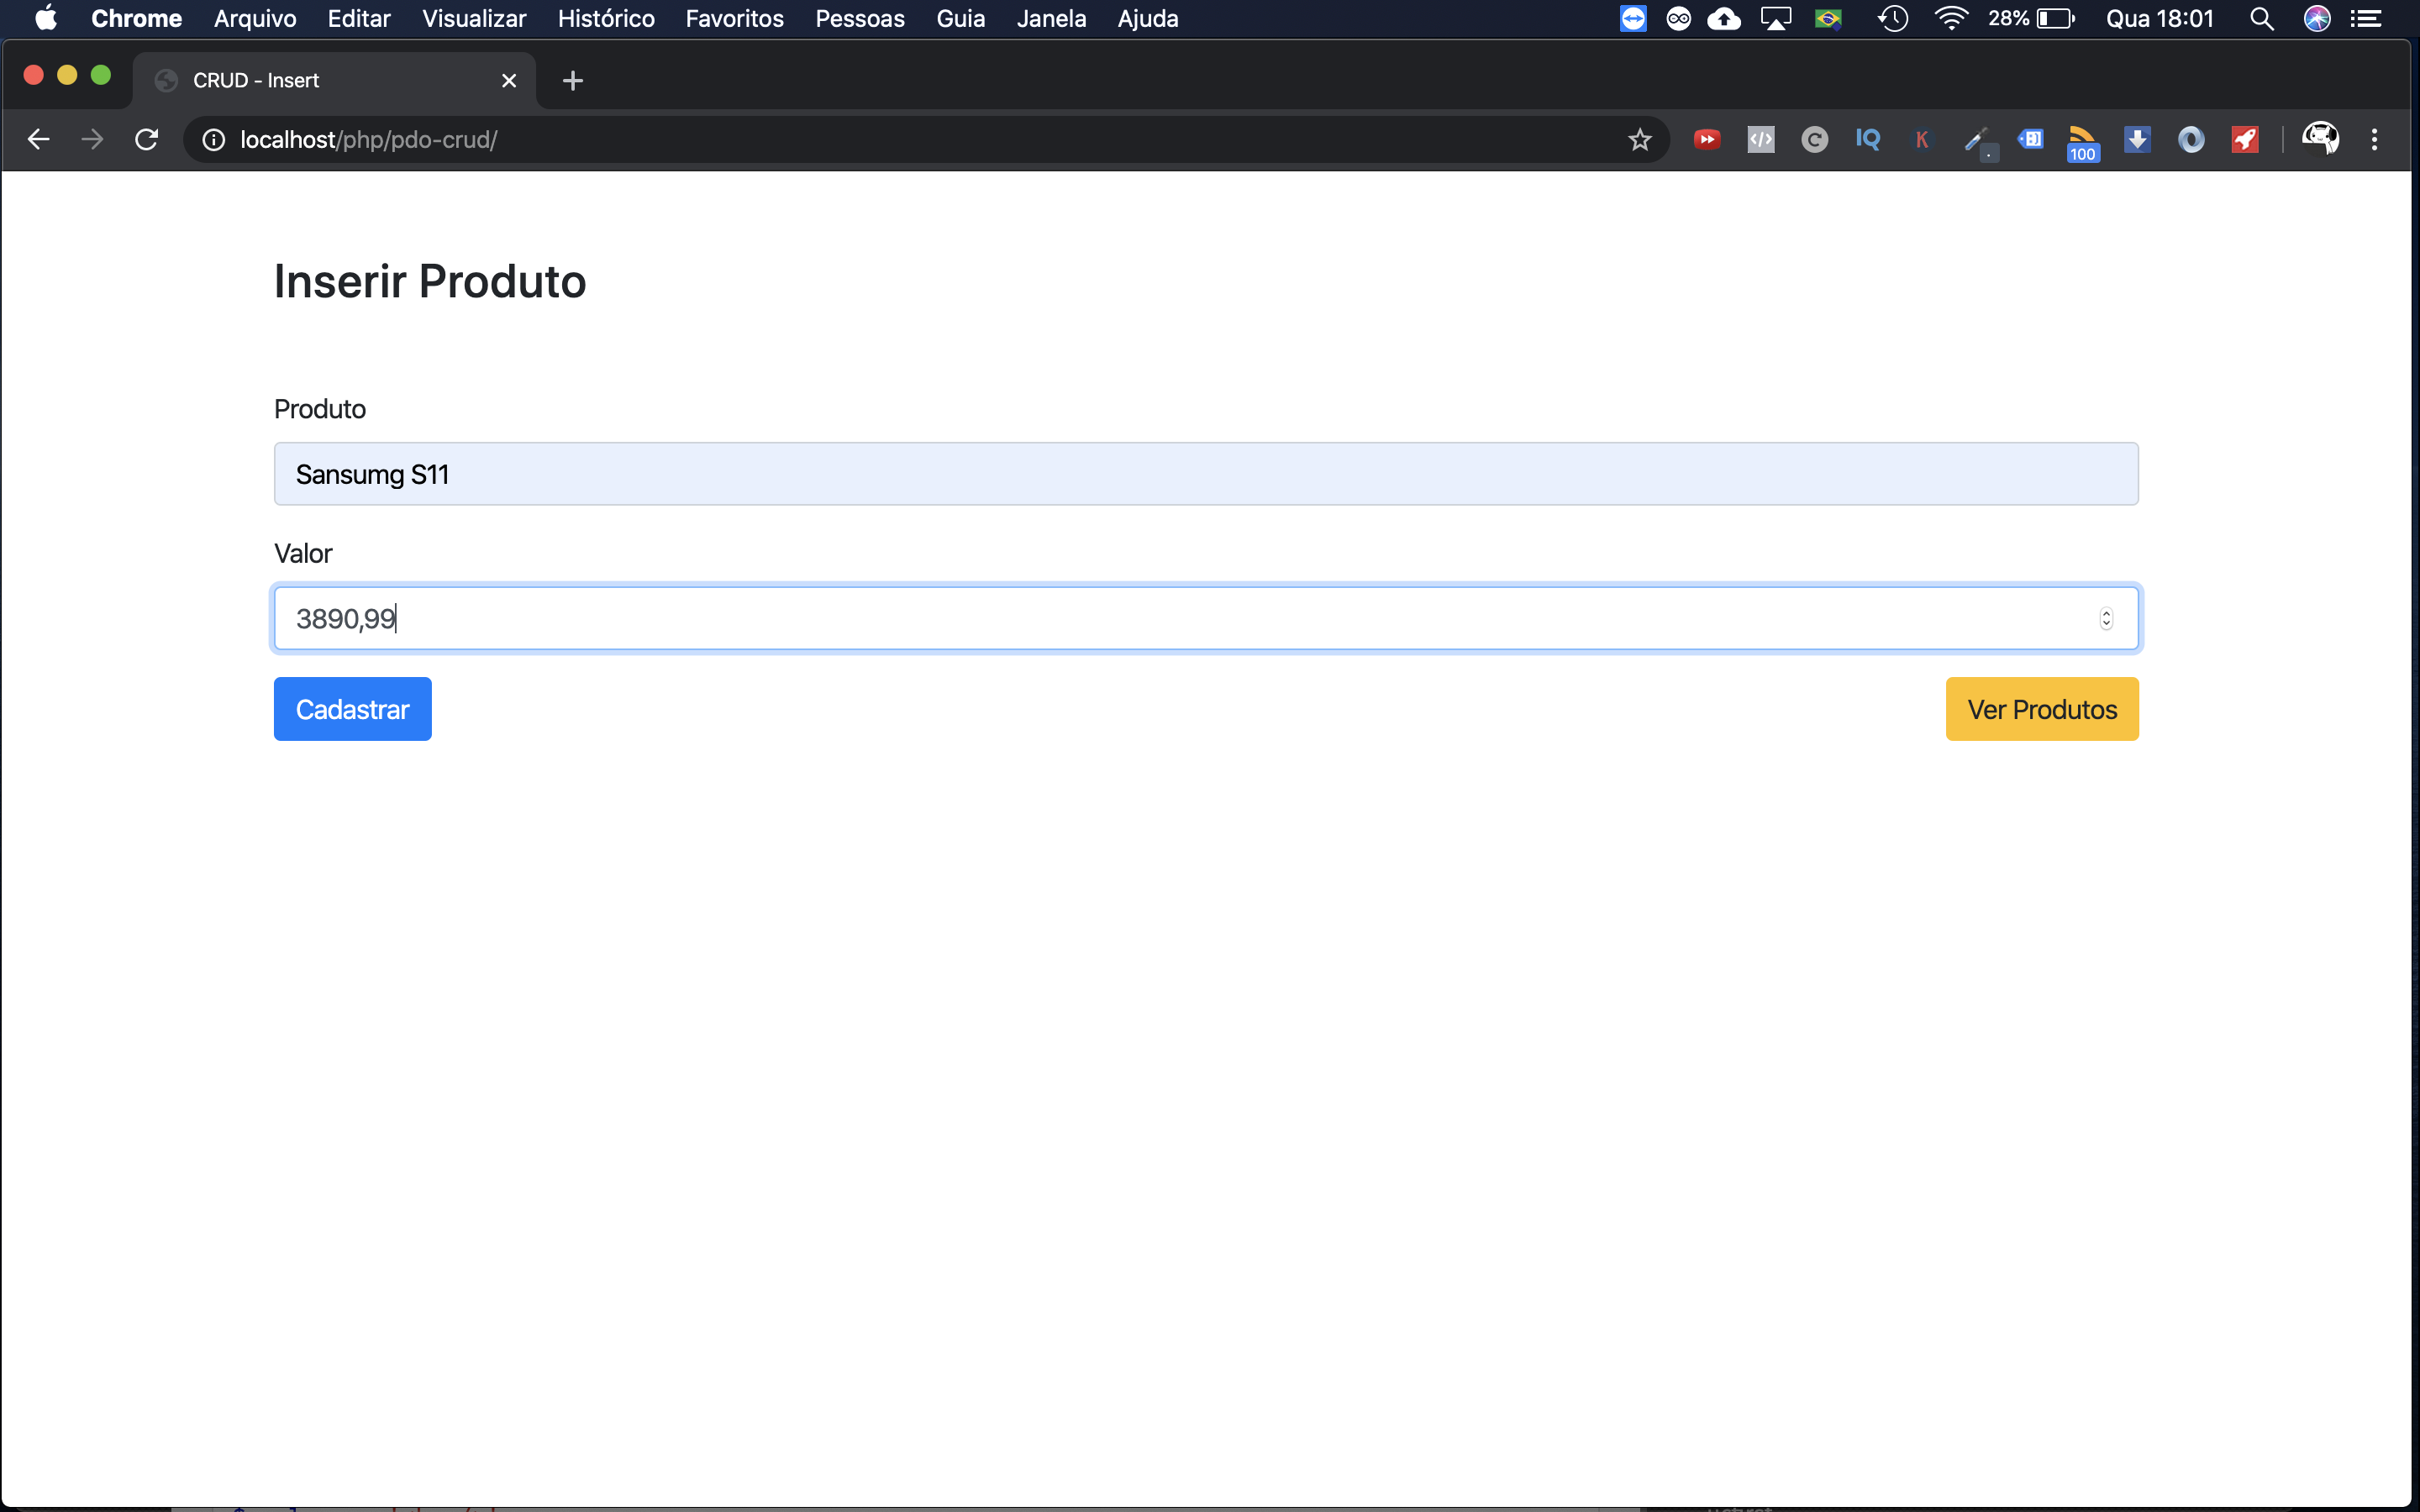 Chrome Arquivo Editar Visualizar Histórico Favoritos Pessoas Guia Janela Ajuda 28% Qua 18:01
CRUD - Insert
localhost/php/pdo-crud/ </> C IQ K 100
Inserir Produto
Produto
Sansumg S11
Valor
3890,99
Cadastrar Ver Produtos